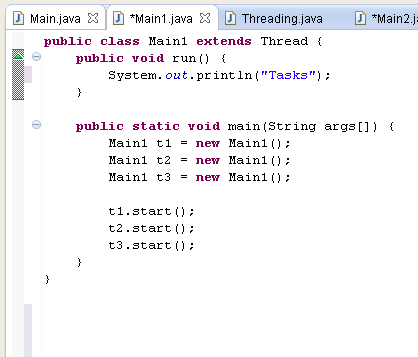 Main.java *Main1.java Threading.java *Main2.j
public class Main1 extends Thread {
public void run() {
System.out.println("Tasks");
}
public static void main(String args[]) {
Main1 t1 = new Main1();
Main1 t2 = new Main1();
Main1 t3 = new Main1();
t1.start();
t2.start();
t3.start();
}
}